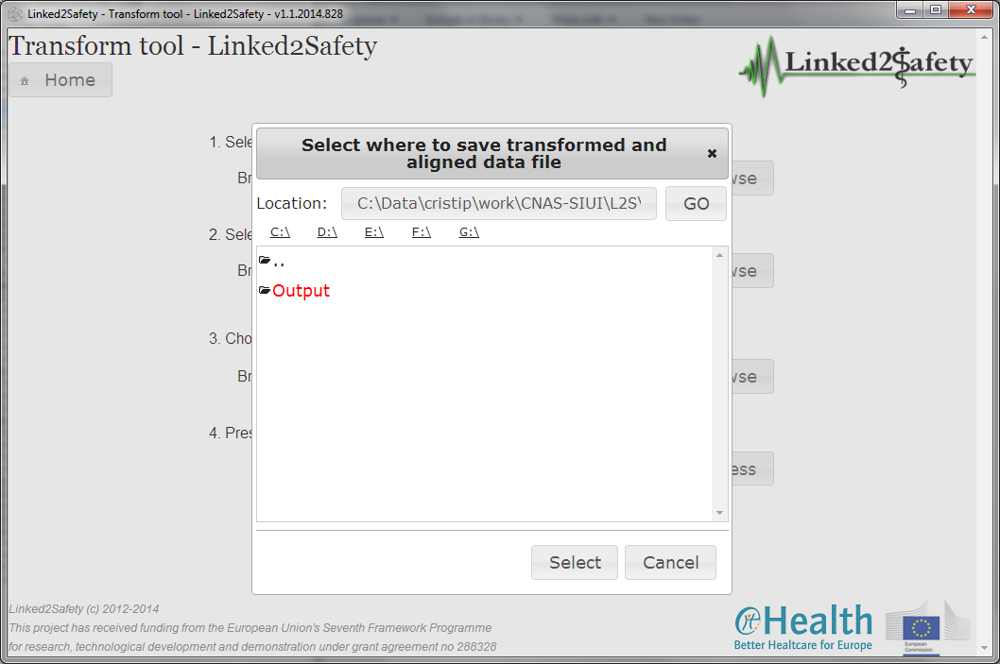 Linked2Safety - Transform tool - Linked2Safety - v1.1.2014.828
Transform tool - Linked2Safety
Linked2Safety
Home
1. Sele
Br
wse
2. Sele
Br
wse
3. Cho
Br
wse
4. Pres
ess
Select where to save transformed and
aligned data file
Location:
C:\Data\cristip\work\CNAS-SIUI\L2S\
GO
C:\ D:\ E:\ F:\ G:\
..
Output
Select
Cancel
Linked2Safety (c) 2012-2014
This project has received funding from the European Union's Seventh Framework Programme
for research, technological development and demonstration under grant agreement no 288328
itHealth
Better Healtcare for Europe
European
Commission